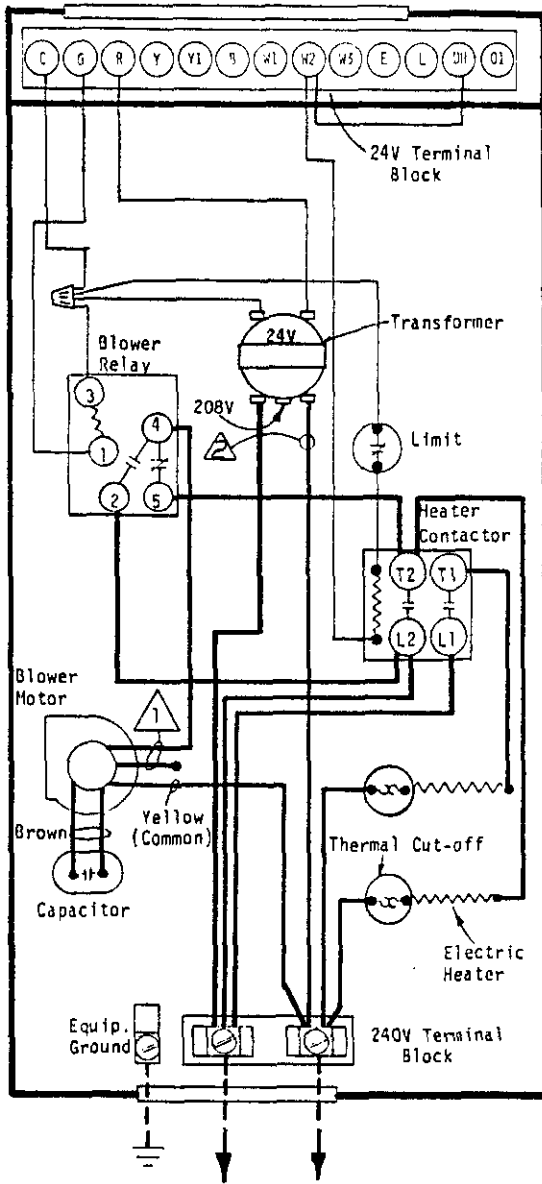 C G R Y Y1 B W1 W2 W3 E L DH O1
24V Terminal
Block
24V
Transformer
Blower
Relay
208V
2
3
4
1
2
5
Limit
Heater
Contactor
T2 T1
L2 L1
Blower
Motor
1
Yellow
(Common)
Brown
Thermal Cut-off
Capacitor
Electric
Heater
Equip.
Ground
240V Terminal
Block